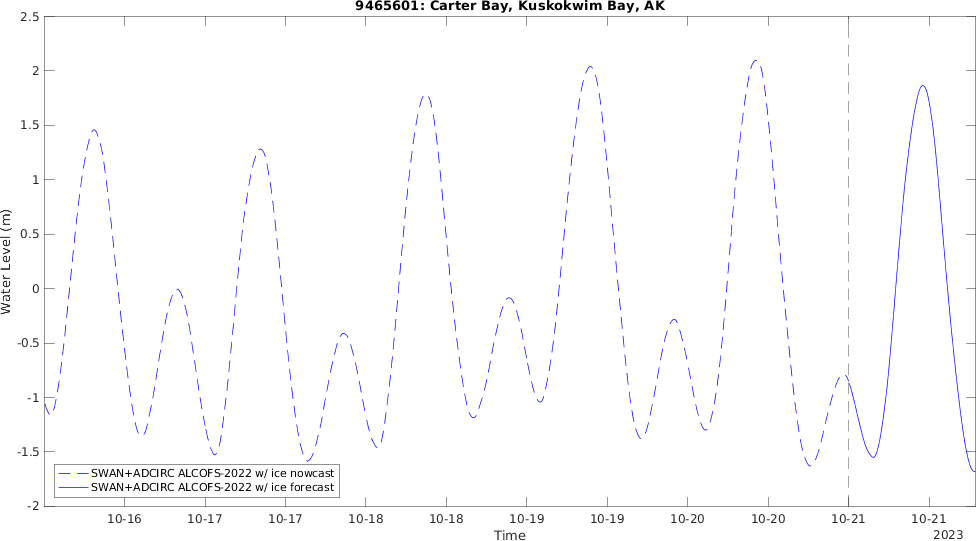 9465601: Carter Bay, Kuskokwim Bay, AK
2.5
2
1.5
1
0.5
0
-0.5
-1
-1.5
-2
Water Level (m)
SWAN+ADCIRC ALCOFS-2022 w/ ice nowcast
SWAN+ADCIRC ALCOFS-2022 w/ ice forecast
10-16 10-17 10-17 10-18 10-18 10-19 10-19 10-20 10-20 10-21 10-21
Time
2023